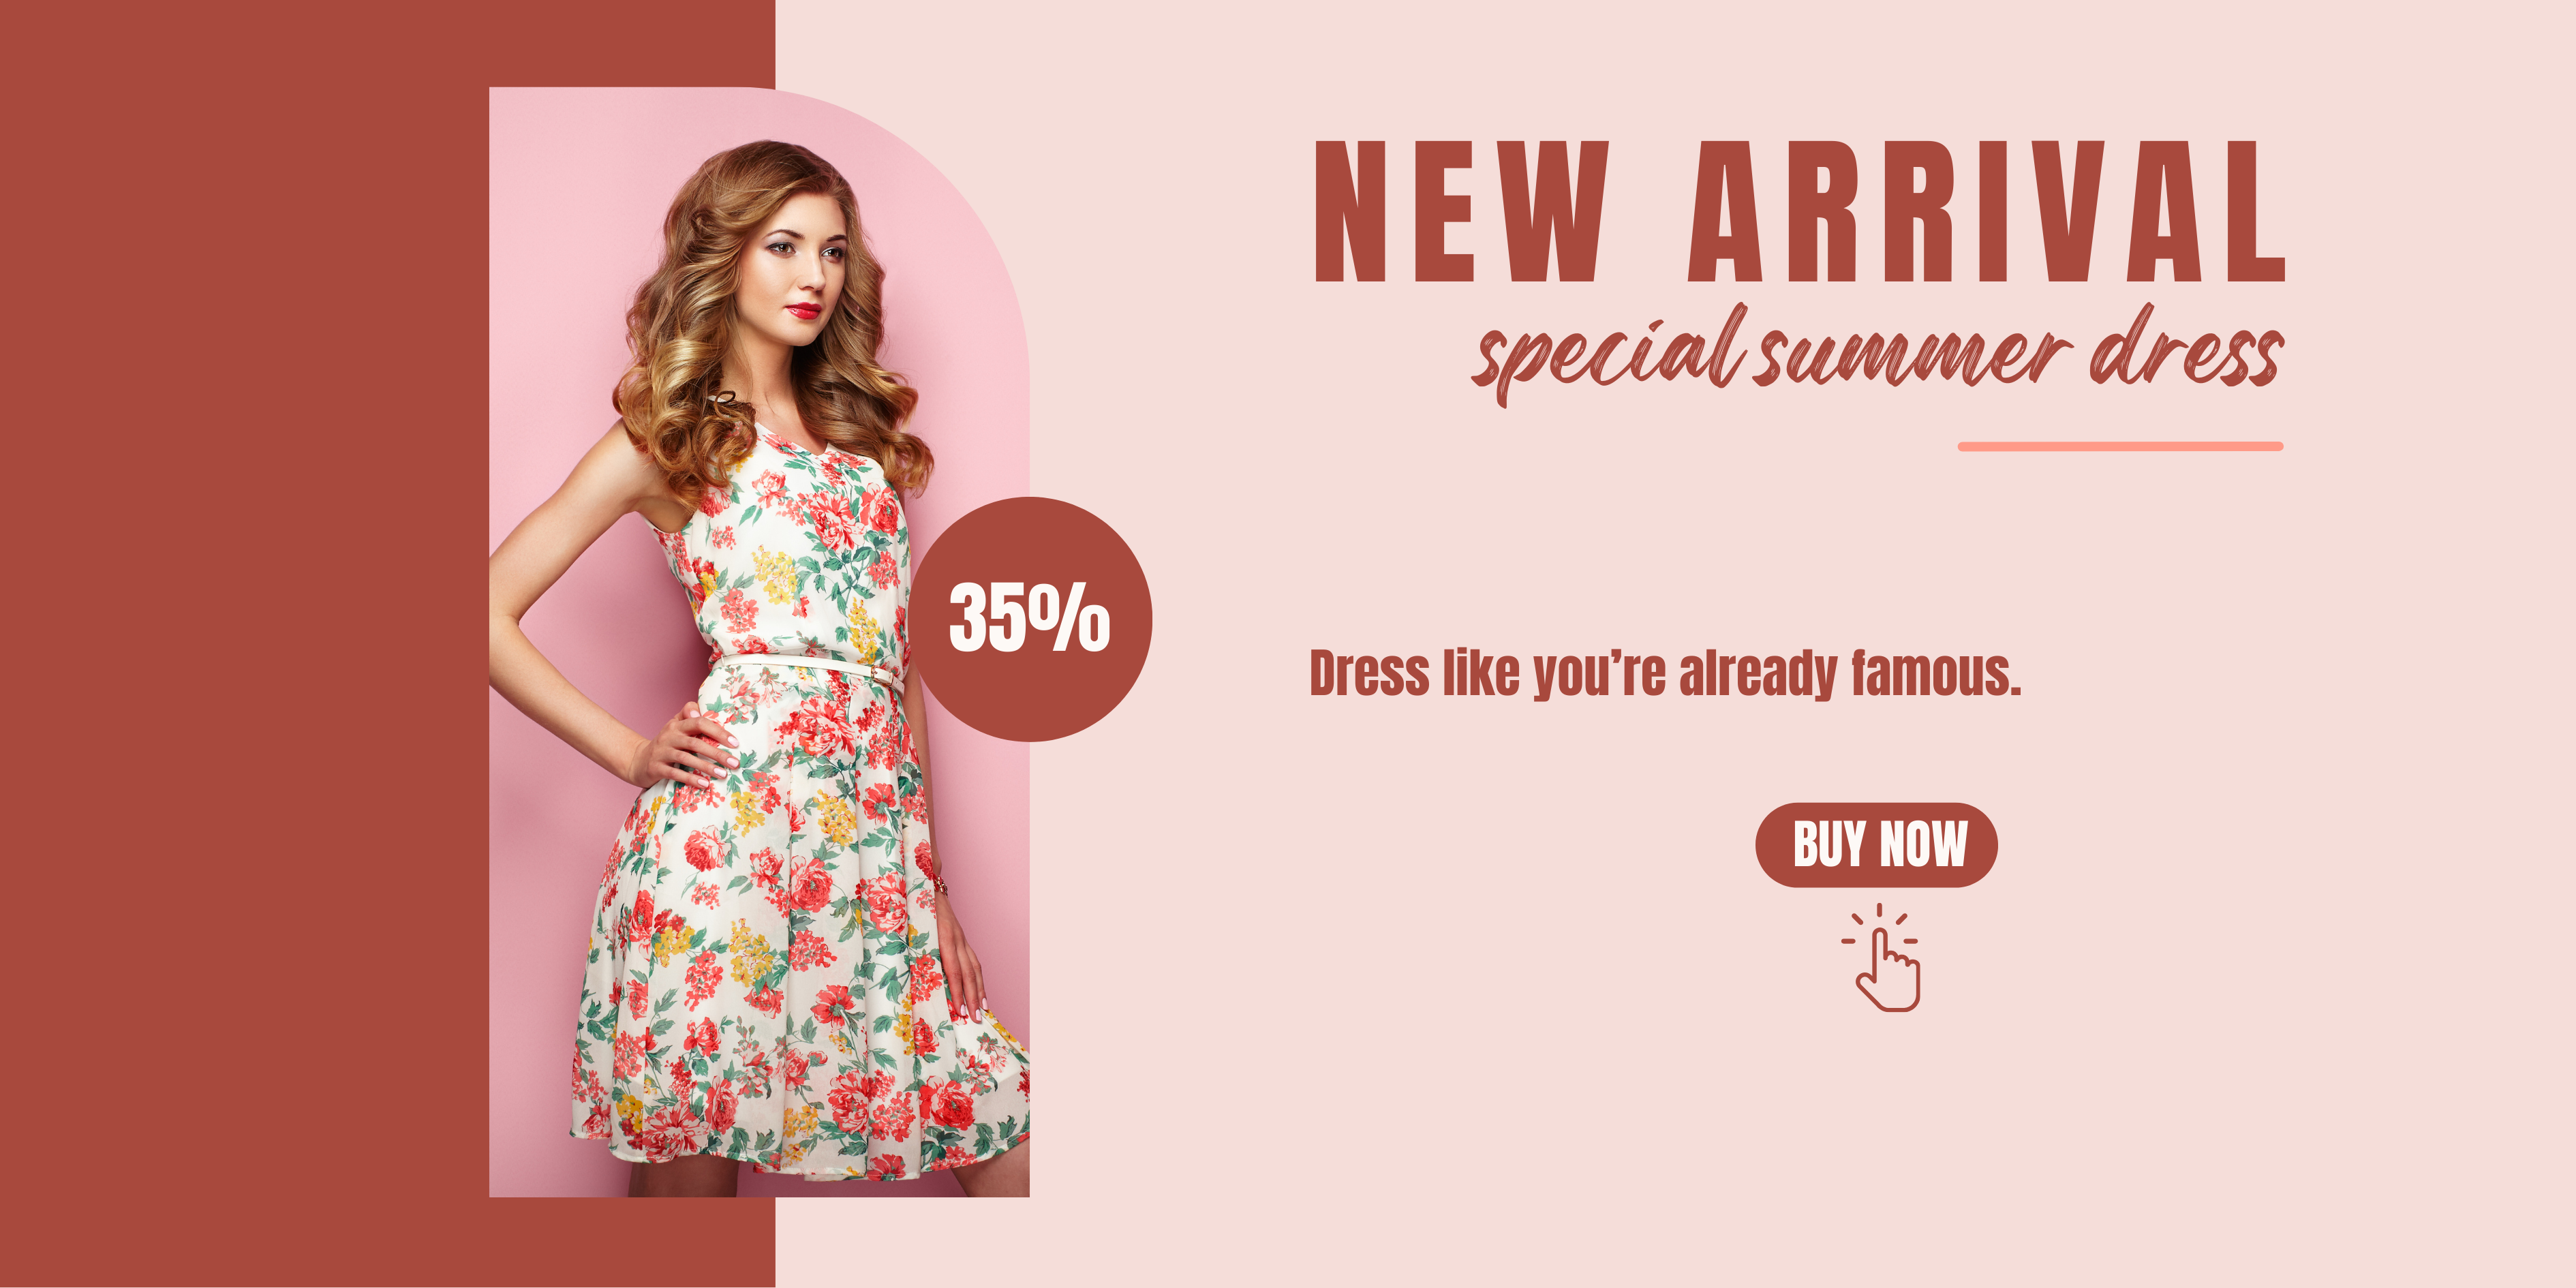 NEW ARRIVAL
special summer dress
35%
Dress like you’re already famous.
BUY NOW